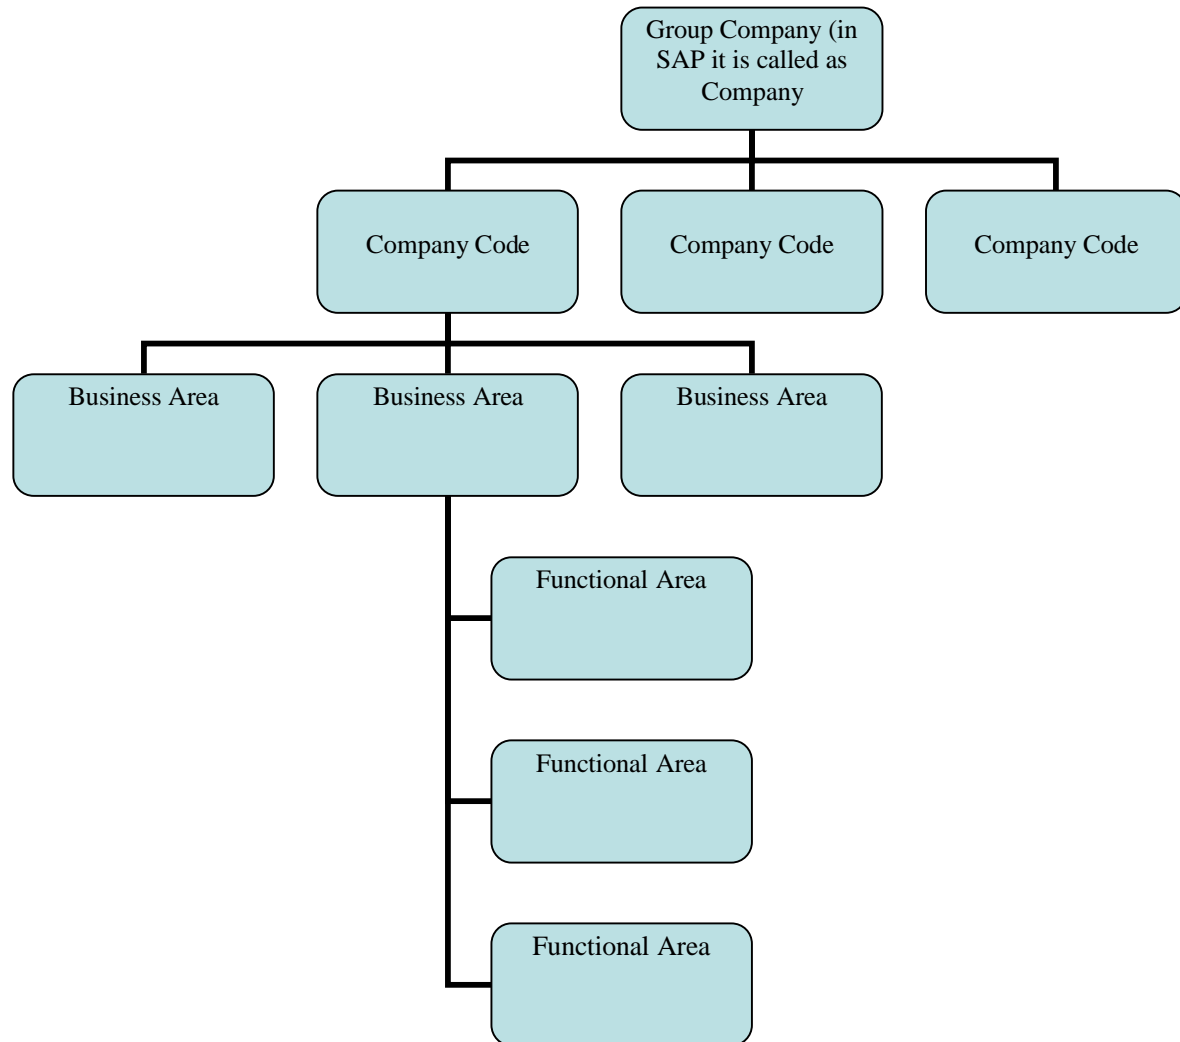 Group Company (in
SAP it is called as
Company
Company Code
Company Code
Company Code
Business Area
Business Area
Business Area
Functional Area
Functional Area
Functional Area